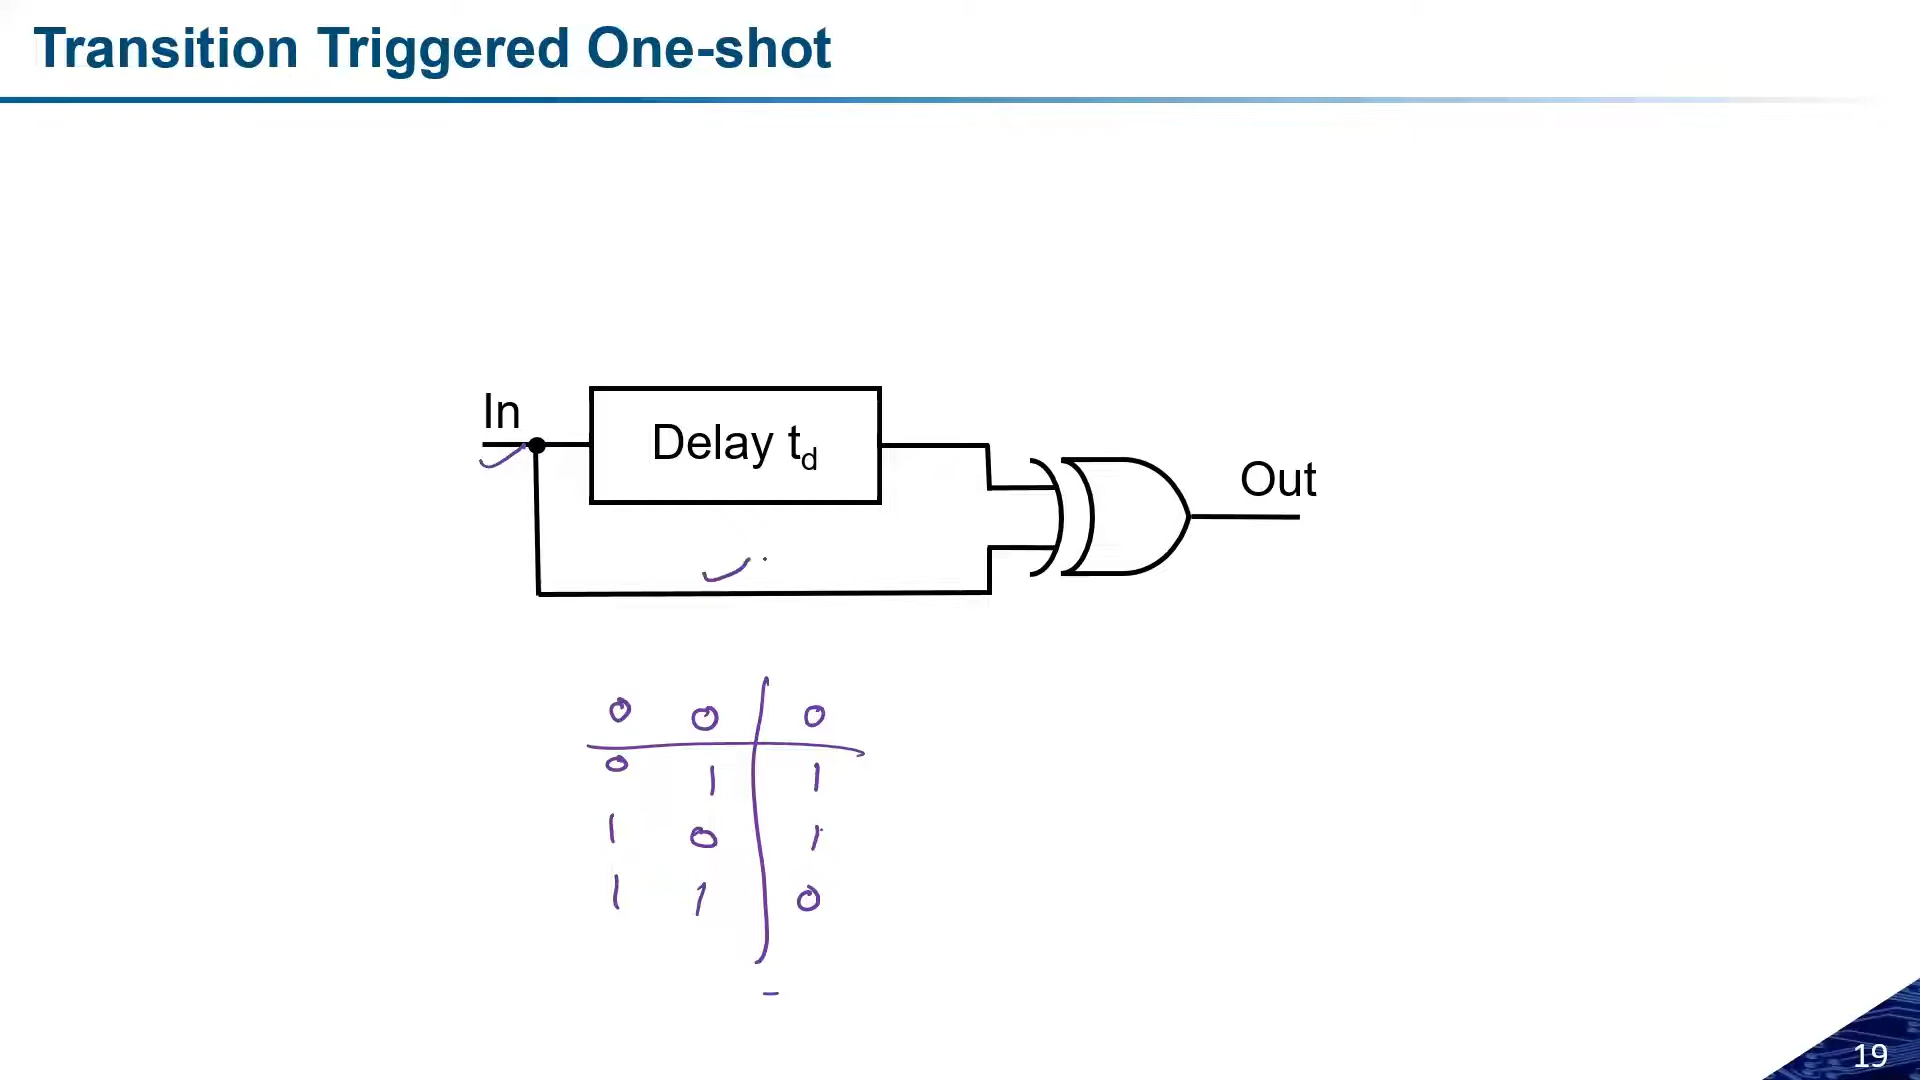 Transition Triggered One-shot
In
Delay td
Out
0 0 0
0 1 1
1 0 1
1 1 0
19